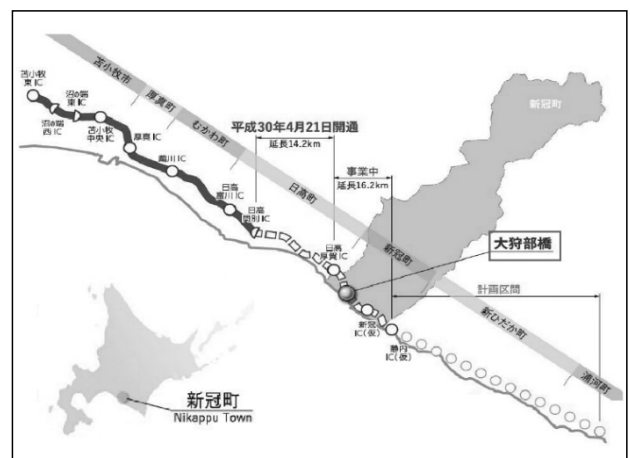 苫小牧
東IC
沼の端
西IC
沼の端
東IC
苫小牧
中央IC
厚真IC
鵡川IC
日高
富川IC
日高
門別IC
日高
厚賀IC
新冠
IC(仮)
静内
IC(仮)
苫小牧市
厚真町
むかわ町
日高町
新冠町
新ひだか町
浦河町
平成30年4月21日開通
延長14.2km
事業中
延長16.2km
新冠町
大狩部橋
計画区間
新冠町
Nikappu Town